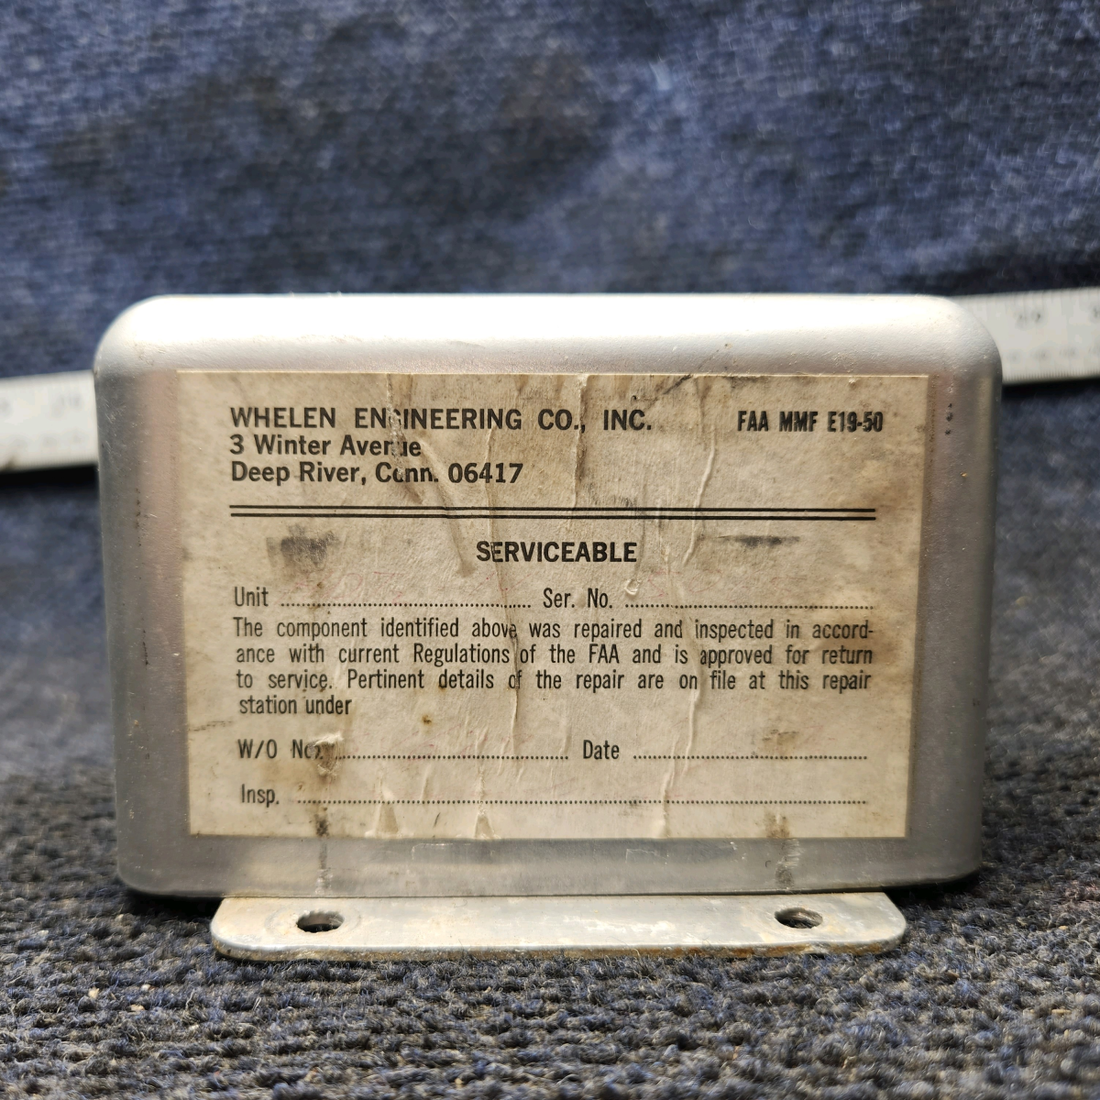 WHELEN ENGINEERING CO., INC. FAA MMF E19-50
3 Winter Avenue
Deep River, Conn. 06417
SERVICEABLE
Unit ........................ Ser. No. ........................
The component identified above was repaired and inspected in accord-
ance with current Regulations of the FAA and is approved for return
to service. Pertinent details of the repair are on file at this repair
station under
W/O No. ........................ Date ........................
Insp. ........................